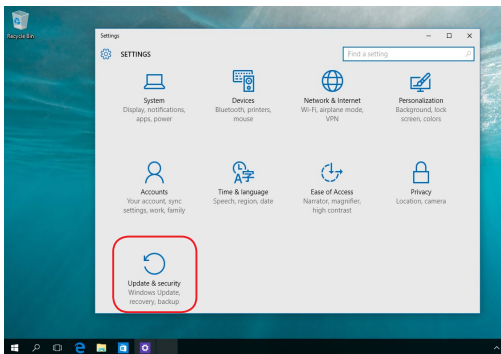 Recycle Bin
Settings
SETTINGS
Find a setting
System
Display, notifications,
apps, power
Devices
Bluetooth, printers,
mouse
Network & Internet
Wi-Fi, airplane mode,
VPN
Personalization
Background, lock
screen, colors
Accounts
Your account, sync
settings, work, family
Time & language
Speech, region, date
Ease of Access
Narrator, magnifier,
high contrast
Privacy
Location, camera
Update & security
Windows Update,
recovery, backup